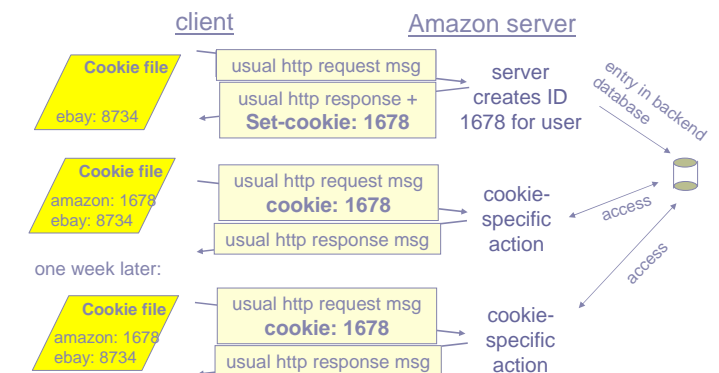 client
Amazon server
Cookie file
ebay: 8734
usual http request msg
usual http response +
Set-cookie: 1678
server
creates ID
1678 for user
entry in backend
database
Cookie file
amazon: 1678
ebay: 8734
usual http request msg
cookie: 1678
usual http response msg
cookie-
specific
action
access
access
one week later:
Cookie file
amazon: 1678
ebay: 8734
usual http request msg
cookie: 1678
usual http response msg
cookie-
specific
action